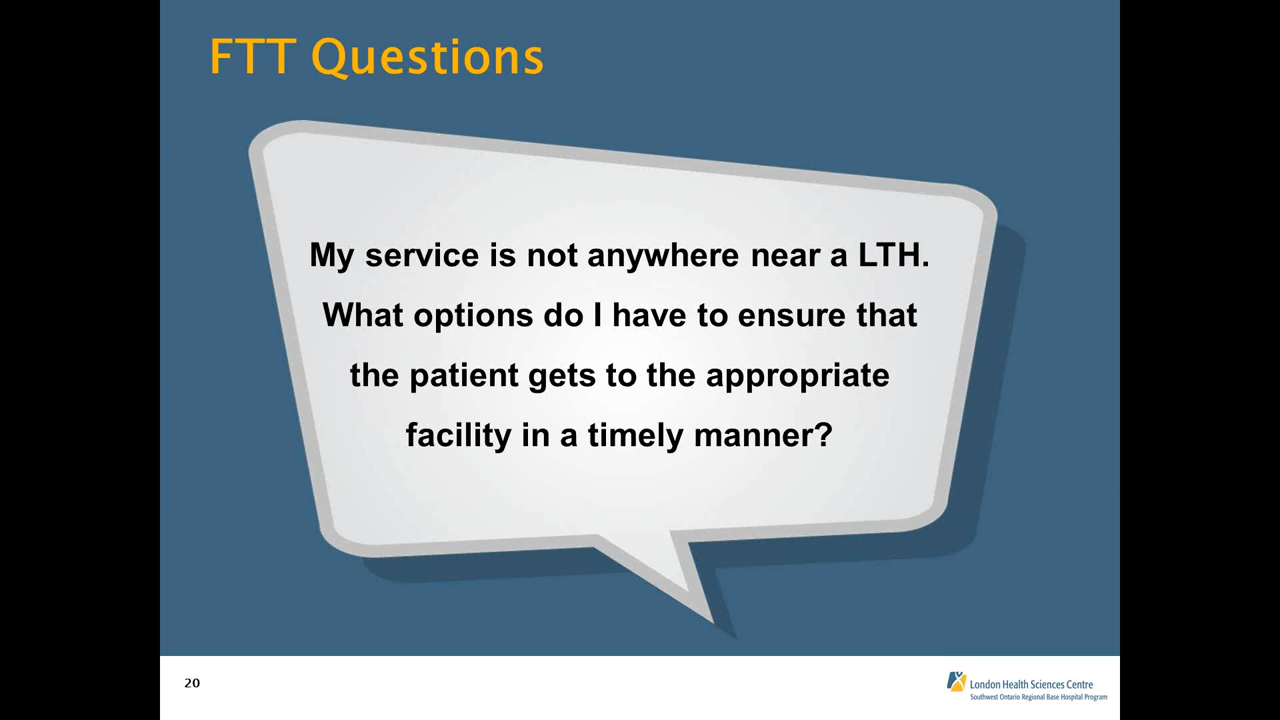 FTT Questions
My service is not anywhere near a LTH.
What options do I have to ensure that
the patient gets to the appropriate
facility in a timely manner?
20
London Health Sciences Centre
Southwest Ontario Regional Base Hospital Program